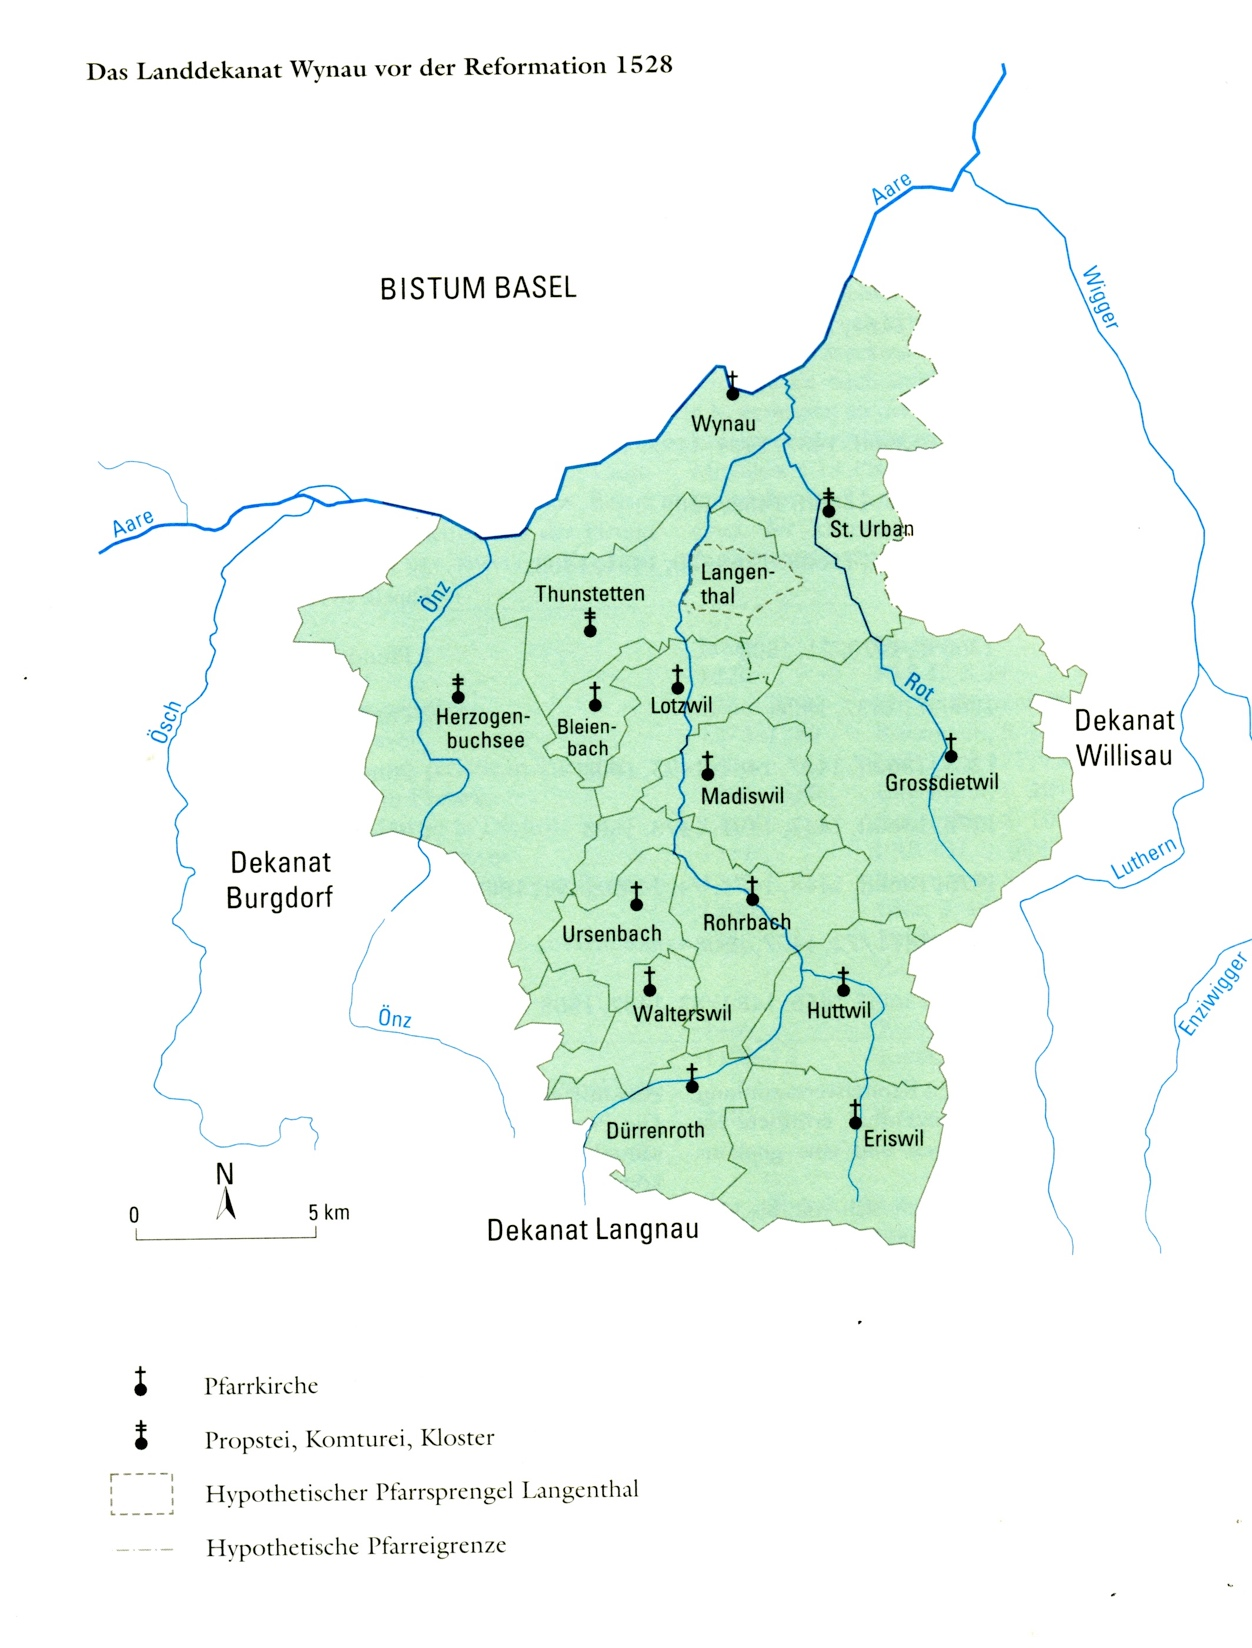 Das Landdekanat Wynau vor der Reformation 1528
Aare
BISTUM BASEL
Wigger
Wynau
Aare
St. Urban
Langen-
thal
Thunstetten
Önz
Rot
Lotzwil
Herzogen-
buchsee
Bleien-
bach
Ösch
Dekanat
Willisau
Grossdietwil
Madiswil
Dekanat
Burgdorf
Luthern
Ursenbach
Rohrbach
Enziwigger
Önz
Walterswil
Huttwil
Dürrenroth
Eriswil
N
0 5 km
Dekanat Langnau
Pfarrkirche
Propstei, Komturei, Kloster
Hypothetischer Pfarrsprengel Langenthal
Hypothetische Pfarreigrenze